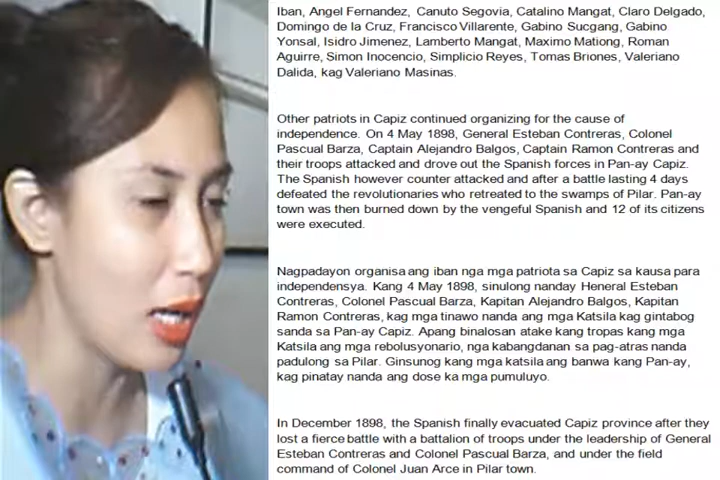 Iban, Angel Fernandez, Canuto Segovia, Catalino Mangat, Claro Delgado,
Domingo de la Cruz, Francisco Villarente, Gabino Sucgang, Gabino
Yonsal, Isidro Jimenez, Lamberto Mangat, Maximo Mationg, Roman
Aguirre, Simon Inocencio, Simplicio Reyes, Tomas Briones, Valeriano
Dalida, kag Valeriano Masinas.
Other patriots in Capiz continued organizing for the cause of
independence. On 4 May 1898, General Esteban Contreras, Colonel
Pascual Barza, Captain Alejandro Balgos, Captain Ramon Contreras and
their troops attacked and drove out the Spanish forces in Pan-ay Capiz.
The Spanish however counter attacked and after a battle lasting 4 days
defeated the revolutionaries who retreated to the swamps of Pilar. Pan-ay
town was then burned down by the vengeful Spanish and 12 of its citizens
were executed.
Nagpadayon organisa ang iban nga mga patriota sa Capiz sa kausa para
independensya. Kang 4 May 1898, sinulong nanday Heneral Esteban
Contreras, Colonel Pascual Barza, Kapitan Alejandro Balgos, Kapitan
Ramon Contreras, kag mga tinawo nanda ang mga Katsila kag gintabog
sanda sa Pan-ay Capiz. Apang binalosan atake kang tropas kang mga
Katsila ang mga rebolusyonario, nga kabangdanan sa pag-atras nanda
padulong sa Pilar. Ginsunog kang mga katsila ang banwa kang Pan-ay,
kag pinatay nanda ang dose ka mga pumuluyo.
In December 1898, the Spanish finally evacuated Capiz province after they
lost a fierce battle with a battalion of troops under the leadership of General
Esteban Contreras and Colonel Pascual Barza, and under the field
command of Colonel Juan Arce in Pilar town.